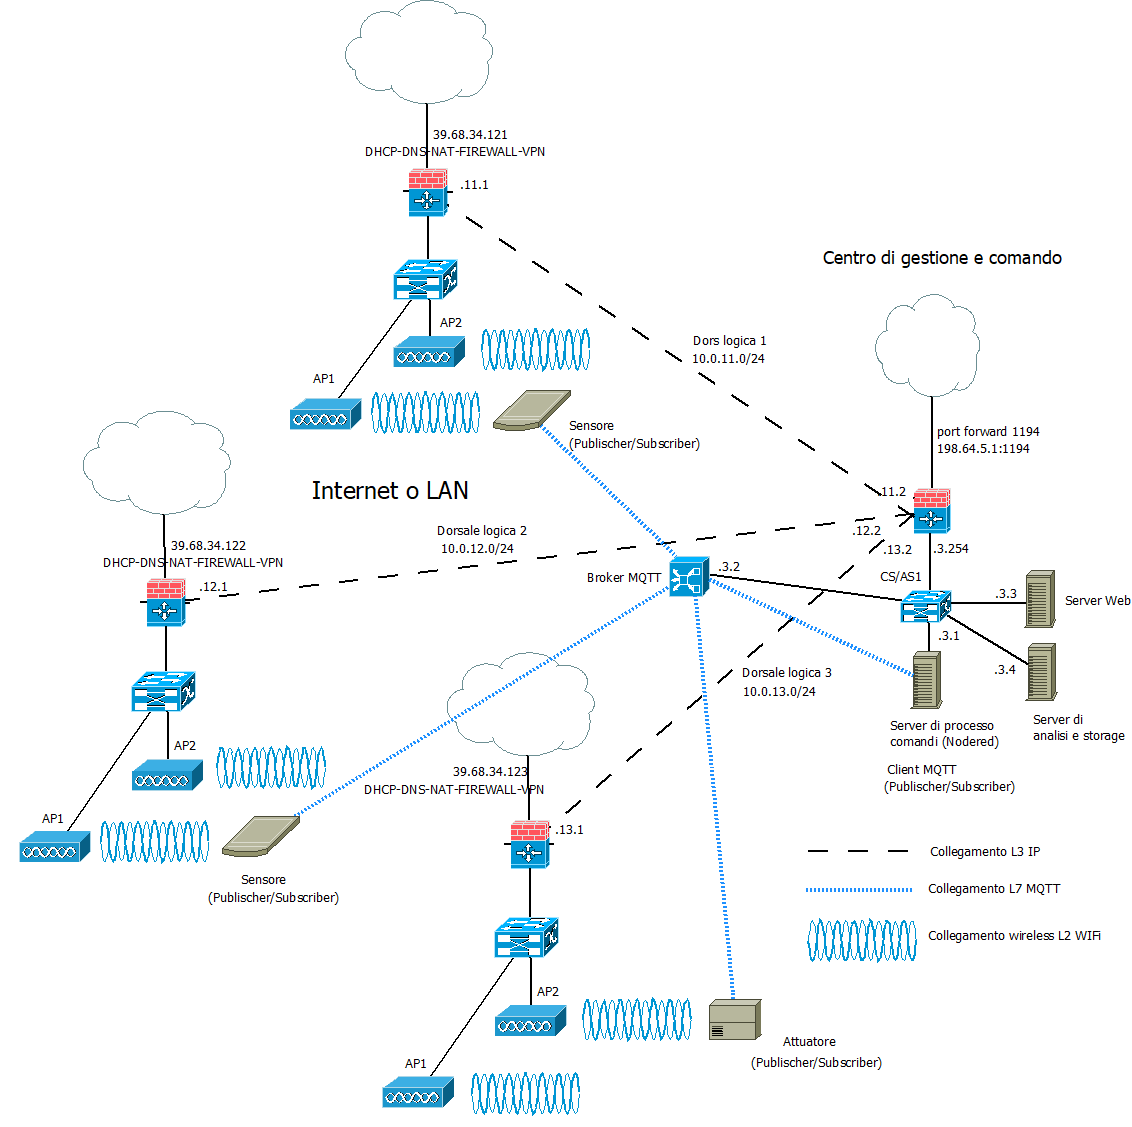 39.68.34.121
DHCP-DNS-NAT-FIREWALL-VPN
.11.1
Centro di gestione e comando
AP2
Dors logica 1
10.0.11.0/24
AP1
Sensore
(Publischer/Subscriber)
port forward 1194
198.64.5.1:1194
Internet o LAN
.11.2
Dorsale logica 2
10.0.12.0/24
.12.2
.13.2
.3.254
39.68.34.122
DHCP-DNS-NAT-FIREWALL-VPN
.12.1
Broker MQTT
.3.2
CS/AS1
.3.3
Server Web
.3.1
.3.4
Dorsale logica 3
10.0.13.0/24
Server di processo
comandi (Nodered)
Server di
analisi e storage
Client MQTT
(Publischer/Subscriber)
AP2
39.68.34.123
DHCP-DNS-NAT-FIREWALL-VPN
AP1
.13.1
Sensore
(Publischer/Subscriber)
Collegamento L3 IP
Collegamento L7 MQTT
Collegamento wireless L2 WIFi
AP2
Attuatore
(Publischer/Subscriber)
AP1